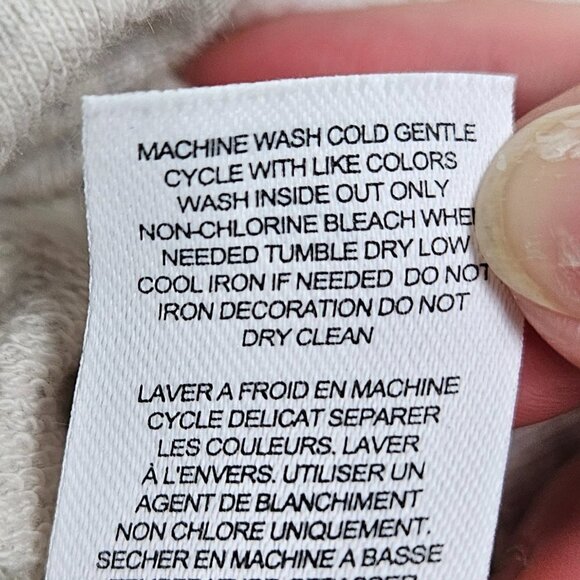 MACHINE WASH COLD GENTLE
CYCLE WITH LIKE COLORS
WASH INSIDE OUT ONLY
NON-CHLORINE BLEACH WHEN
NEEDED TUMBLE DRY LOW
COOL IRON IF NEEDED DO NOT
IRON DECORATION DO NOT
DRY CLEAN
LAVER A FROID EN MACHINE
CYCLE DELICAT SEPARER
LES COULEURS. LAVER
À L'ENVERS. UTILISER UN
AGENT DE BLANCHIMENT
NON CHLORE UNIQUEMENT.
SECHER EN MACHINE A BASSE